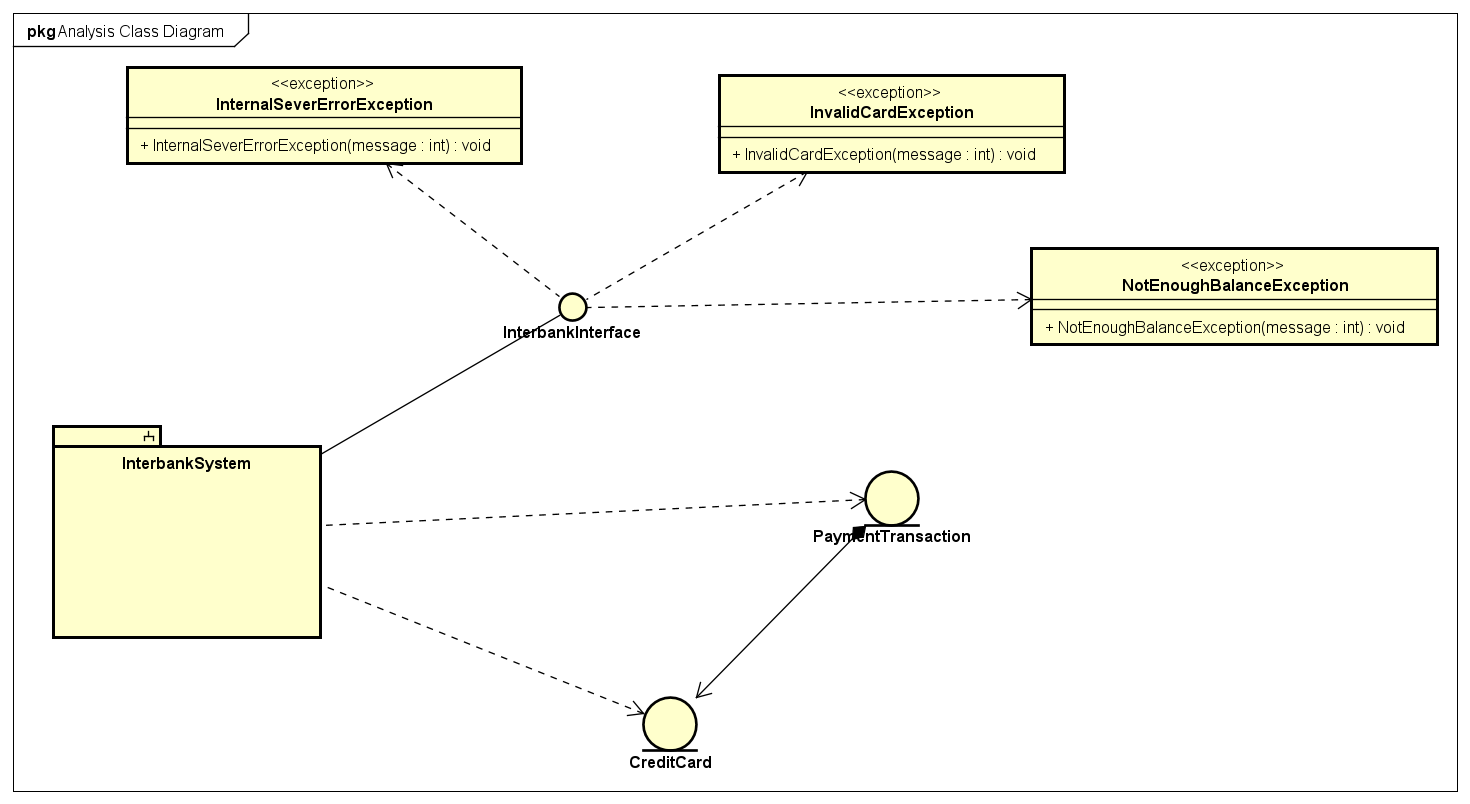 pkg Analysis Class Diagram
<<exception>>
InternalSeverErrorException
+ InternalSeverErrorException(message : int) : void
<<exception>>
InvalidCardException
+ InvalidCardException(message : int) : void
<<exception>>
NotEnoughBalanceException
+ NotEnoughBalanceException(message : int) : void
InterbankInterface
InterbankSystem
PaymentTransaction
CreditCard